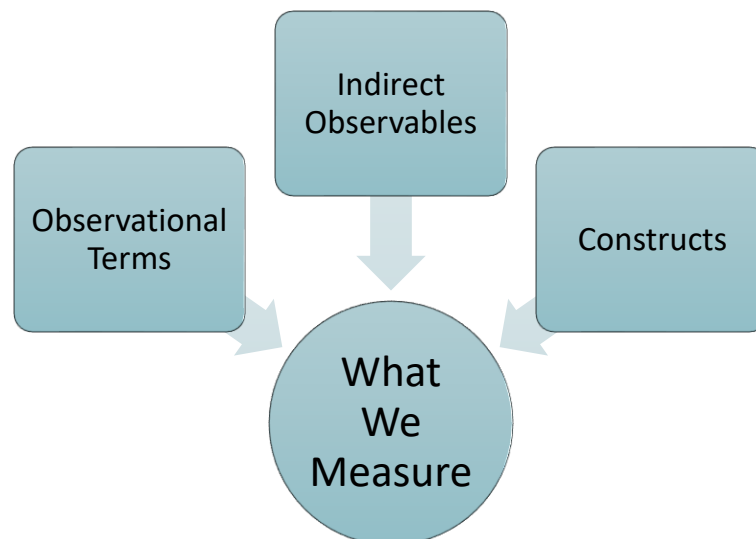 Indirect
Observables
Observational
Terms
Constructs
What
We
Measure